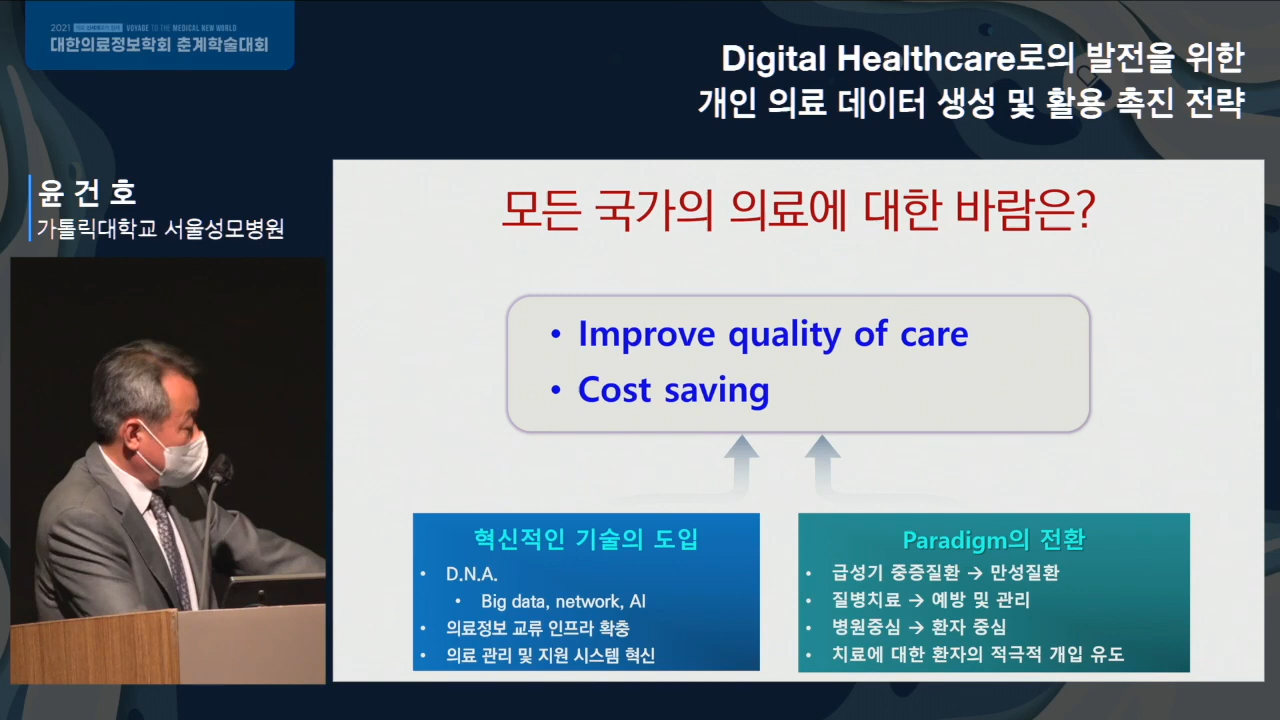 2021 VOYAGE TO THE MEDICAL NEW WORLD
대한의료정보학회 춘계학술대회
Digital Healthcare로의 발전을 위한
개인 의료 데이터 생성 및 활용 촉진 전략
윤건호
가톨릭대학교 서울성모병원
모든 국가의 의료에 대한 바람은?
• Improve quality of care
• Cost saving
혁신적인 기술의 도입
• D.N.A.
• Big data, network, AI
• 의료정보 교류 인프라 확충
• 의료 관리 및 지원 시스템 혁신
Paradigm의 전환
• 급성기 중증질환 → 만성질환
• 질병치료 → 예방 및 관리
• 병원중심 → 환자 중심
• 치료에 대한 환자의 적극적 개입 유도